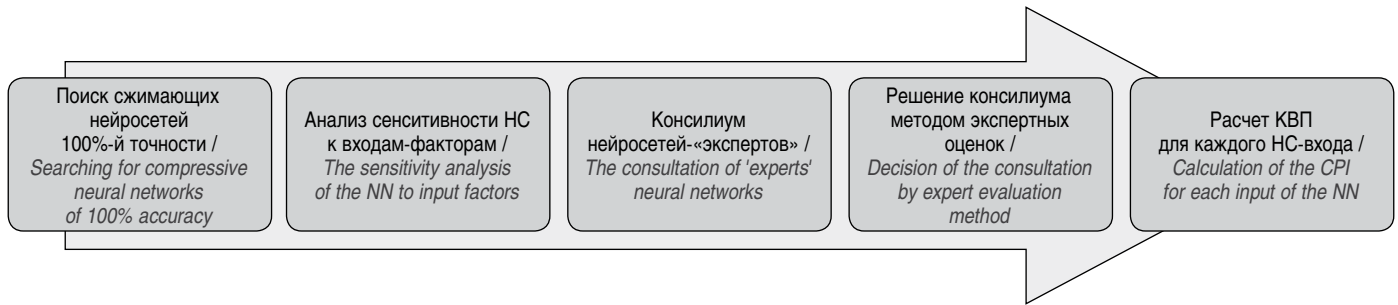 Поиск сжимающих
нейросетей
100%-й точности /
Searching for compressive
neural networks
of 100% accuracy
Анализ сенситивности НС
к входам-факторам /
The sensitivity analysis
of the NN to input factors
Консилиум
нейросетей-«экспертов» /
The consultation of 'experts'
neural networks
Решение консилиума
методом экспертных
оценок /
Decision of the consultation
by expert evaluation
method
Расчет КВП
для каждого НС-входа /
Calculation of the CPI
for each input of the NN